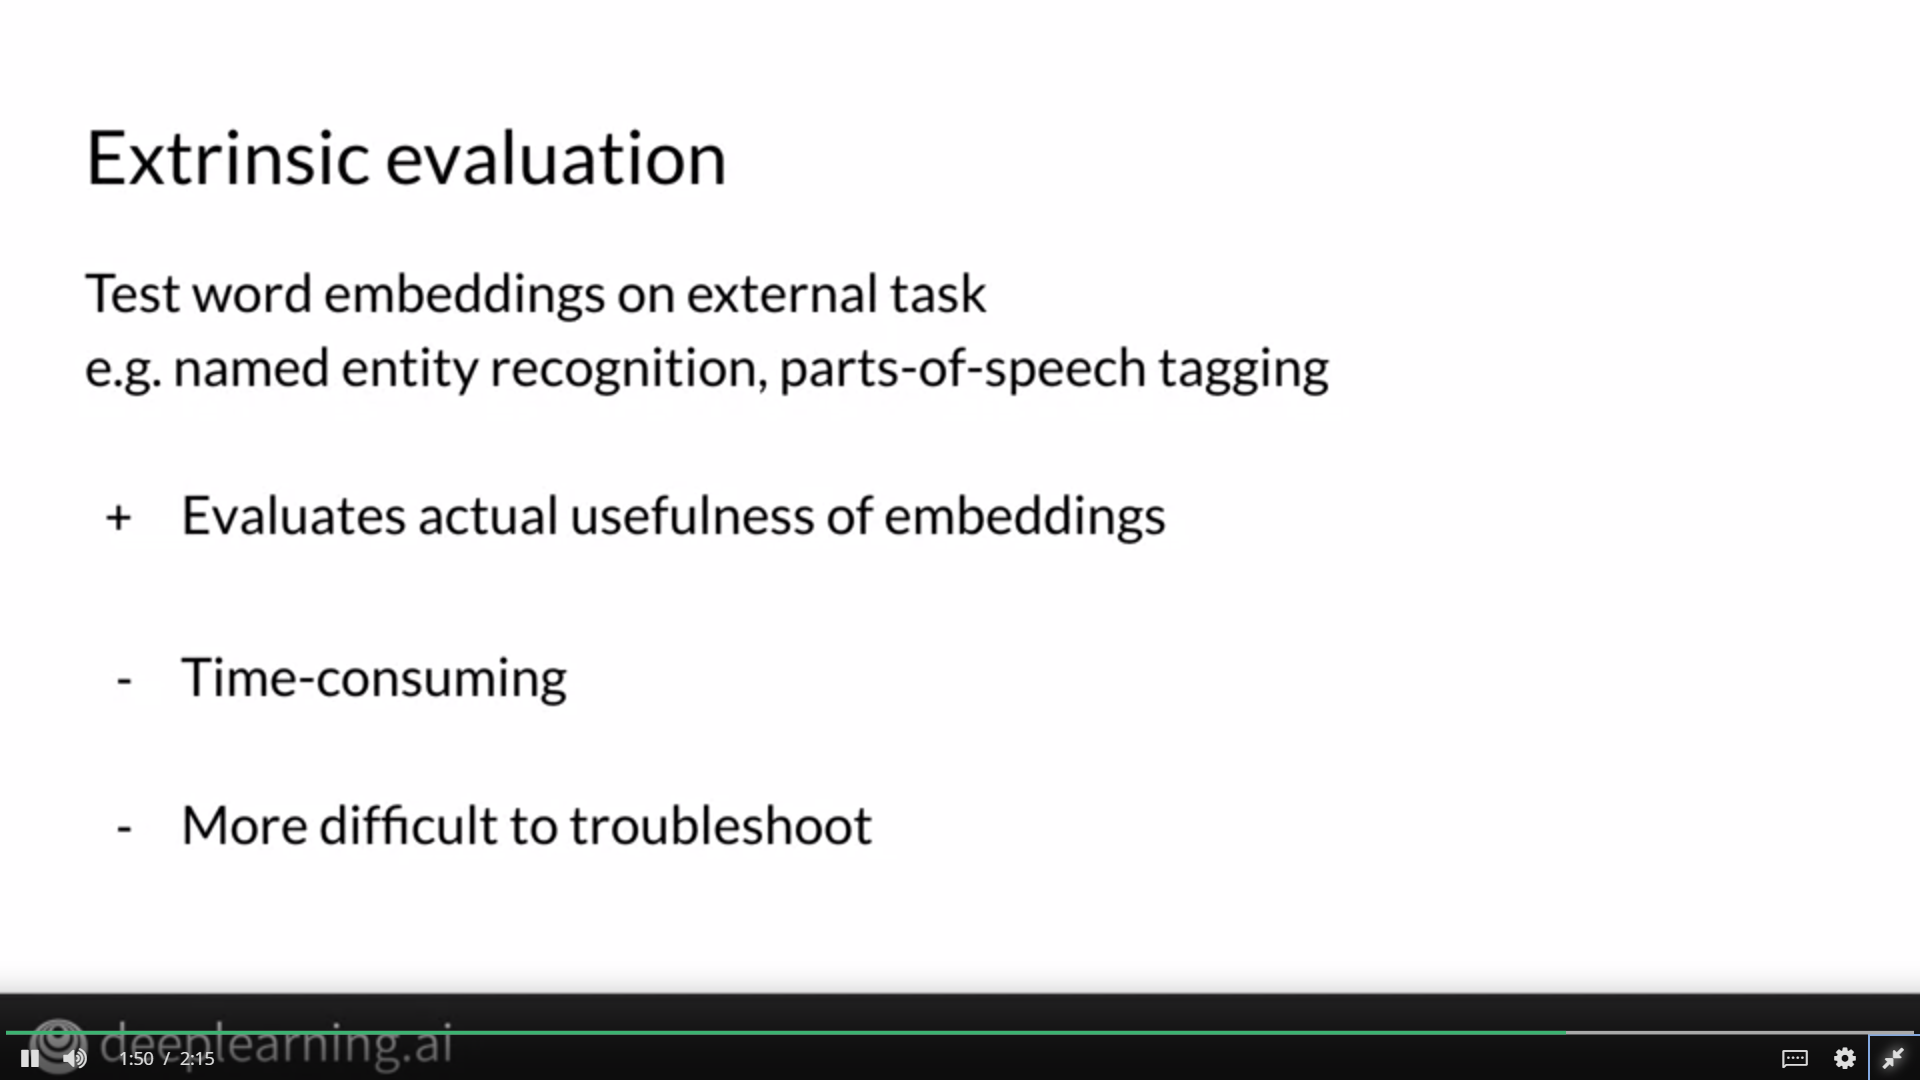 Extrinsic evaluation
Test word embeddings on external task
e.g. named entity recognition, parts-of-speech tagging
+ Evaluates actual usefulness of embeddings
- Time-consuming
- More difficult to troubleshoot
deeplearning.ai
1:50 / 2:15